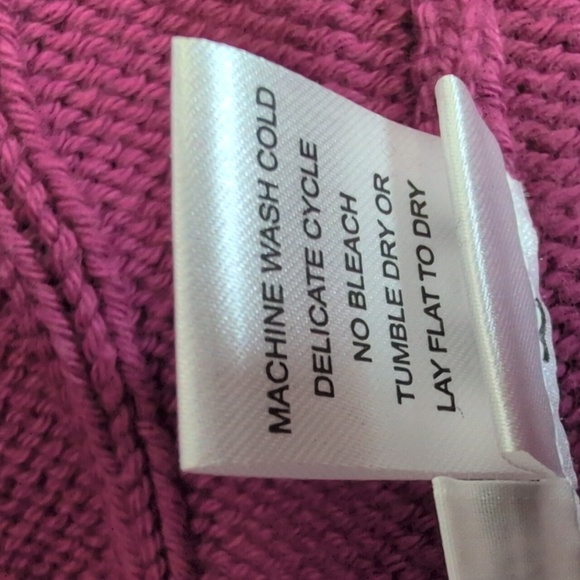 MACHINE WASH COLD
DELICATE CYCLE
NO BLEACH
TUMBLE DRY OR
LAY FLAT TO DRY